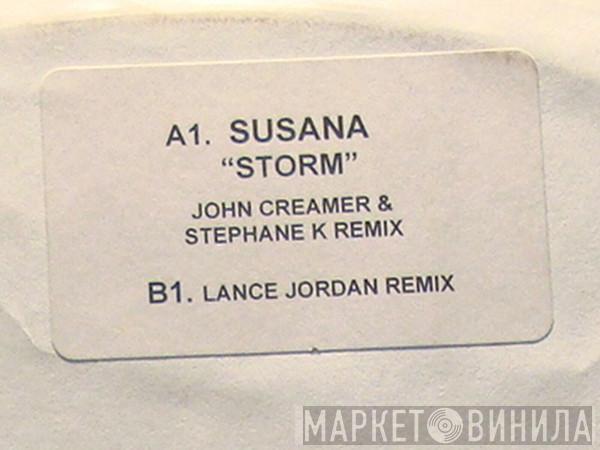 A1. SUSANA
“STORM”
JOHN CREAMER &
STEPHANE K REMIX
B1. LANCE JORDAN REMIX
МАРКЕТ ВИНИЛА